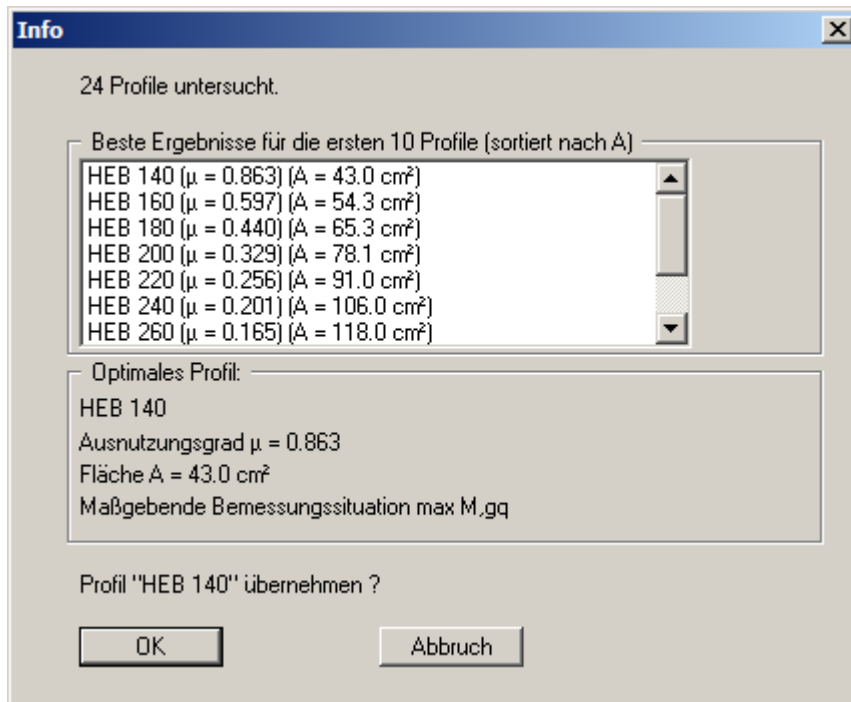 Info
24 Profile untersucht.
Beste Ergebnisse für die ersten 10 Profile (sortiert nach A)
HEB 140 (µ = 0.863) (A = 43.0 cm²)
HEB 160 (µ = 0.597) (A = 54.3 cm²)
HEB 180 (µ = 0.440) (A = 65.3 cm²)
HEB 200 (µ = 0.329) (A = 78.1 cm²)
HEB 220 (µ = 0.256) (A = 91.0 cm²)
HEB 240 (µ = 0.201) (A = 106.0 cm²)
HEB 260 (µ = 0.165) (A = 118.0 cm²)
Optimales Profil:
HEB 140
Ausnutzungsgrad µ = 0.863
Fläche A = 43.0 cm²
Maßgebende Bemessungssituation max M,gq
Profil "HEB 140" übernehmen ?
OK
Abbruch